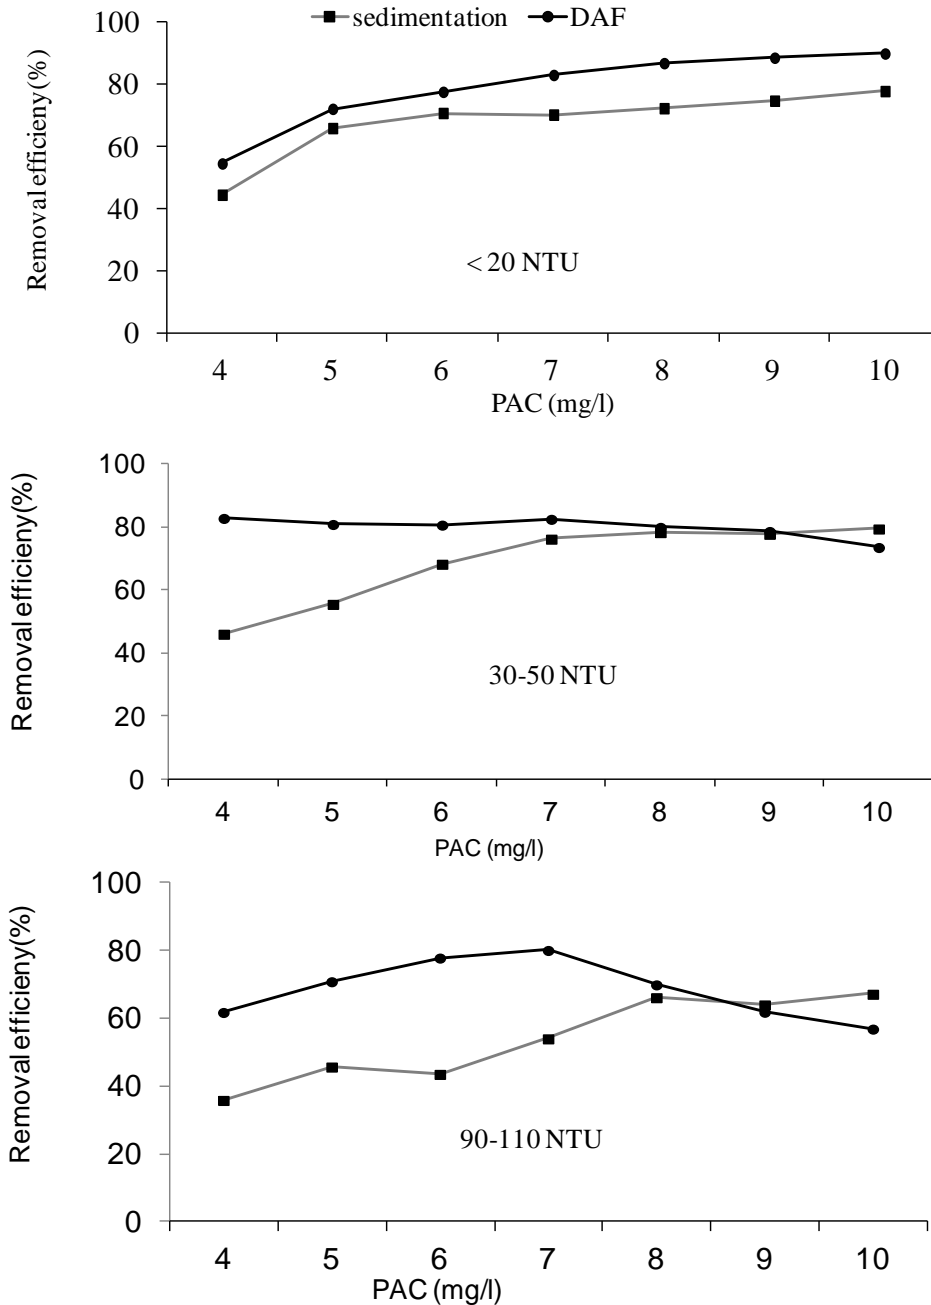 sedimentation DAF
Removal efficieny(%)
100
80
60
40
20
0
< 20 NTU
4 5 6 7 8 9 10
PAC (mg/l)
Removal efficieny(%)
100
80
60
40
20
0
30-50 NTU
4 5 6 7 8 9 10
PAC (mg/l)
Removal efficieny(%)
100
80
60
40
20
0
90-110 NTU
4 5 6 7 8 9 10
PAC (mg/l)